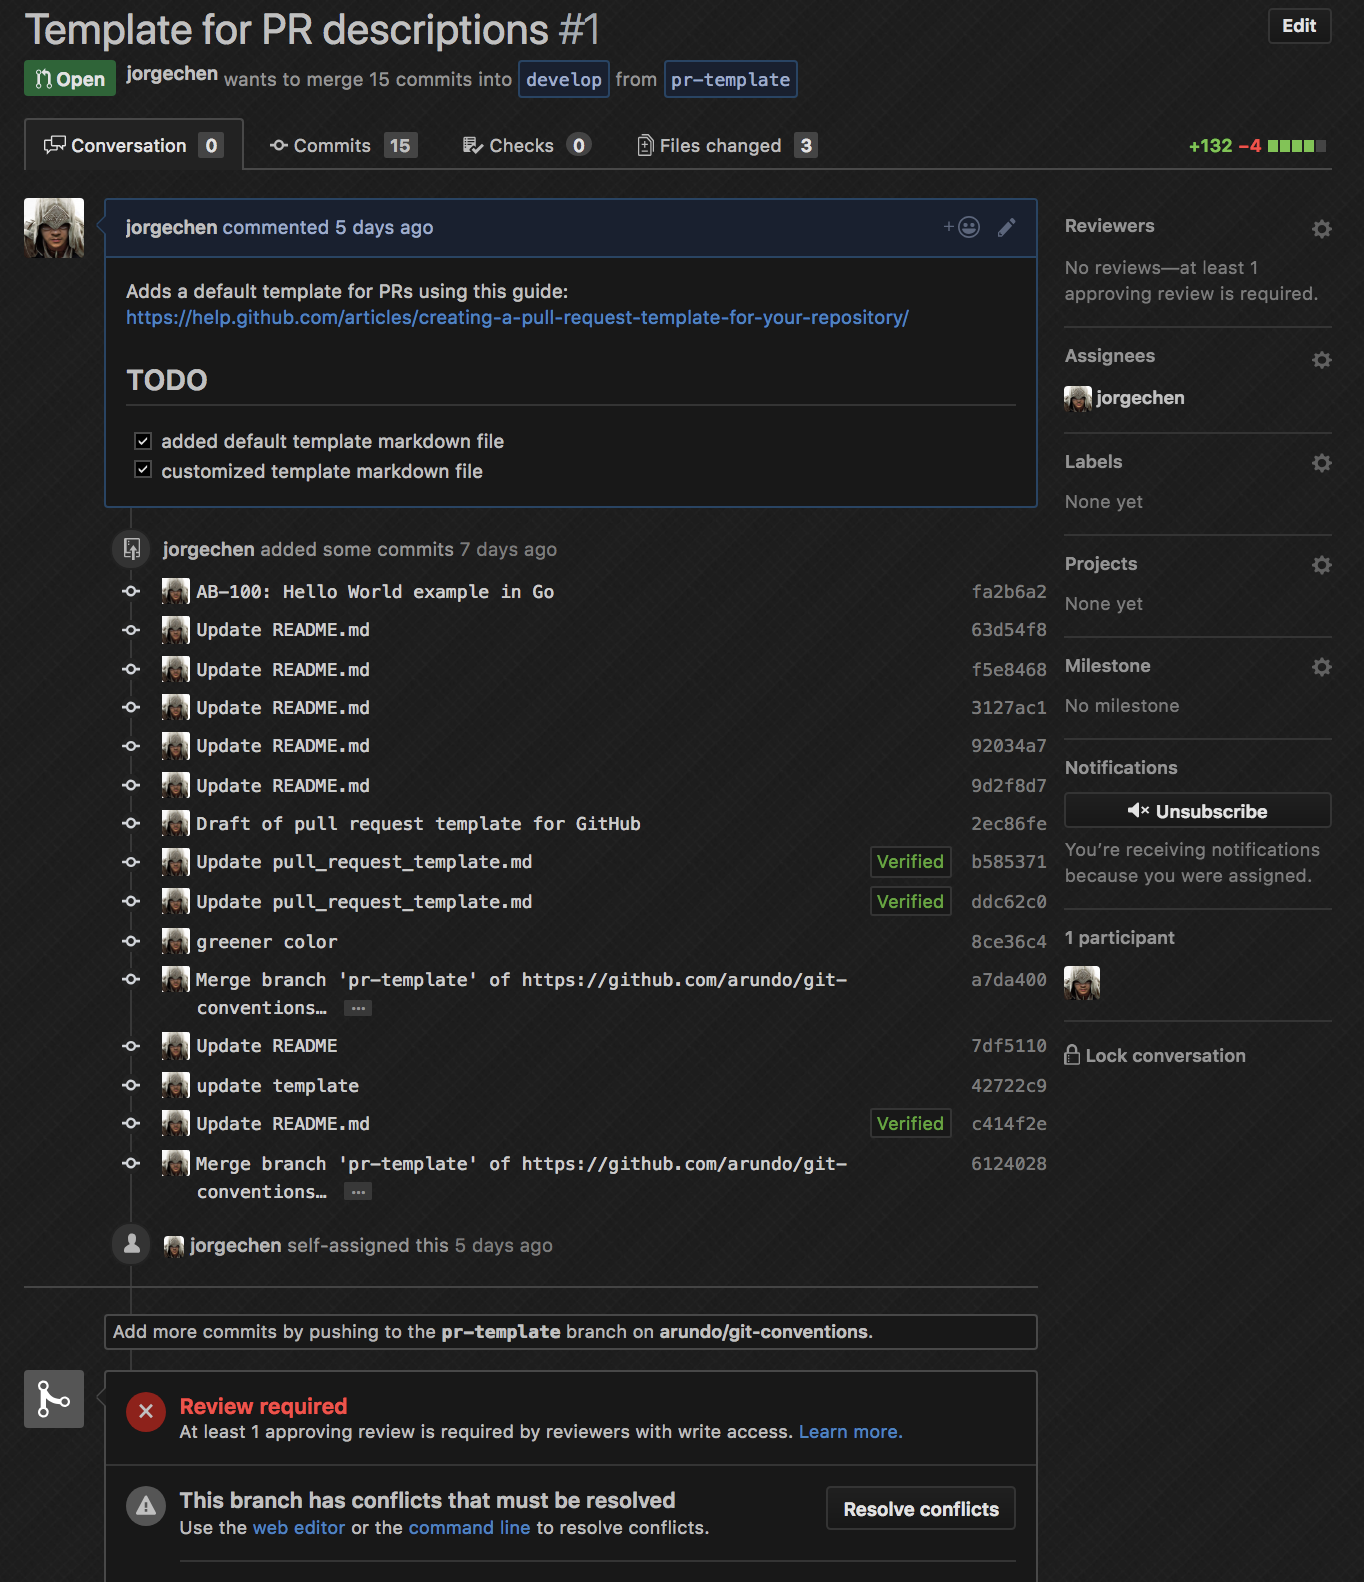 Template for PR descriptions #1
Edit
Open jorgechen wants to merge 15 commits into develop from pr-template
Conversation 0 Commits 15 Checks 0 Files changed 3 +132 −4
jorgechen commented 5 days ago
Adds a default template for PRs using this guide:
https://help.github.com/articles/creating-a-pull-request-template-for-your-repository/
TODO
added default template markdown file
customized template markdown file
jorgechen added some commits 7 days ago
AB-100: Hello World example in Go fa2b6a2
Update README.md 63d54f8
Update README.md f5e8468
Update README.md 3127ac1
Update README.md 92034a7
Update README.md 9d2f8d7
Draft of pull request template for GitHub 2ec86fe
Update pull_request_template.md Verified b585371
Update pull_request_template.md Verified ddc62c0
greener color 8ce36c4
Merge branch 'pr-template' of https://github.com/arundo/git- a7da400
conventions… …
Update README 7df5110
update template 42722c9
Update README.md Verified c414f2e
Merge branch 'pr-template' of https://github.com/arundo/git- 6124028
conventions… …
jorgechen self-assigned this 5 days ago
Add more commits by pushing to the pr-template branch on arundo/git-conventions.
Review required
At least 1 approving review is required by reviewers with write access. Learn more.
This branch has conflicts that must be resolved
Use the web editor or the command line to resolve conflicts.
Resolve conflicts
Reviewers
No reviews—at least 1
approving review is required.
Assignees
jorgechen
Labels
None yet
Projects
None yet
Milestone
No milestone
Notifications
Unsubscribe
You’re receiving notifications
because you were assigned.
1 participant
Lock conversation